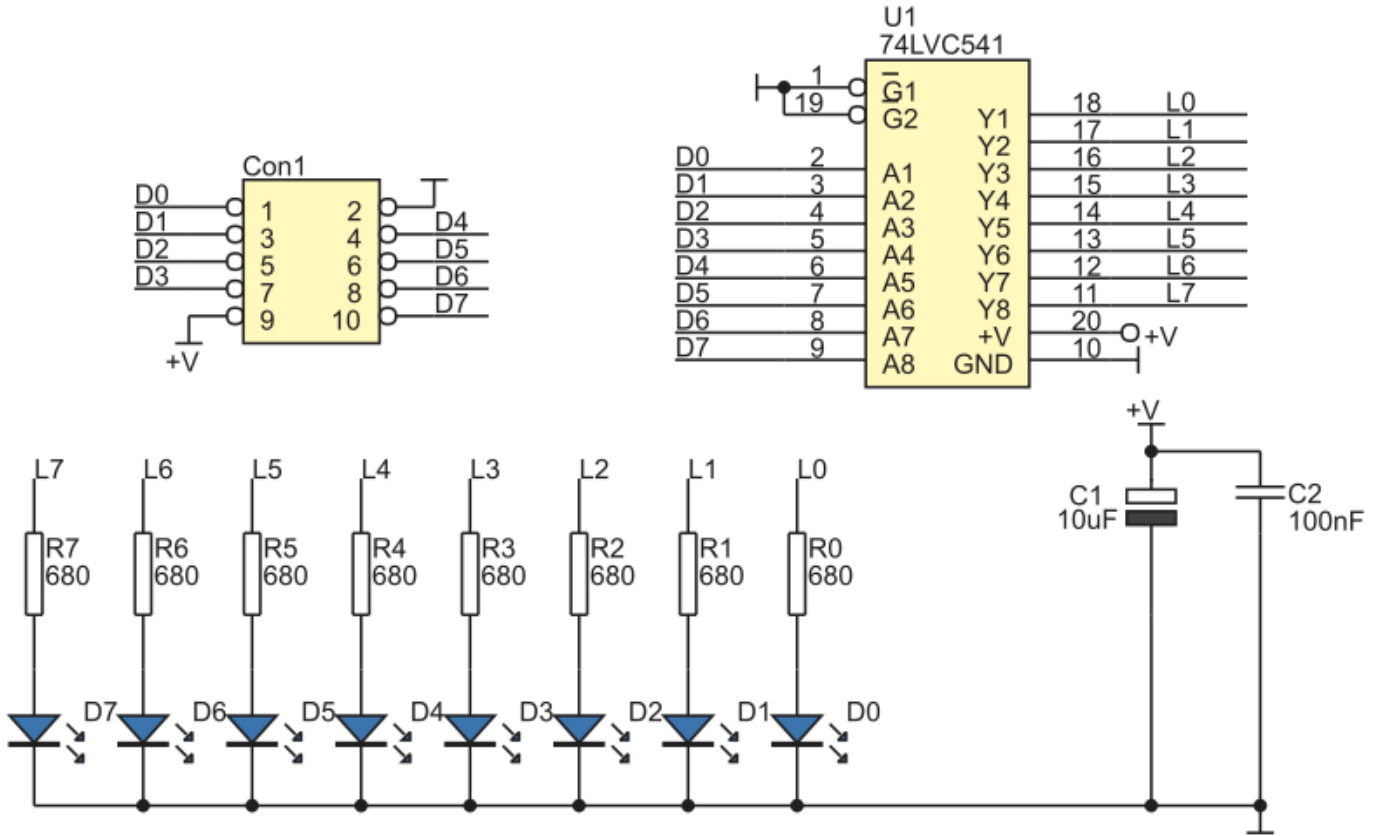 U1
74LVC541
1 G1
19 G2
Y1 18 L0
Y2 17 L1
D0 2 A1 Y3 16 L2
D1 3 A2 Y4 15 L3
D2 4 A3 Y5 14 L4
D3 5 A4 Y6 13 L5
D4 6 A5 Y7 12 L6
D5 7 A6 Y8 11 L7
D6 8 A7 +V 20 +V
D7 9 A8 GND 10
Con1
D0 1 2
D1 3 4 D4
D2 5 6 D5
D3 7 8 D6
9 10 D7
+V
+V
C1
10uF
C2
100nF
L7 L6 L5 L4 L3 L2 L1 L0
R7 R6 R5 R4 R3 R2 R1 R0
680 680 680 680 680 680 680 680
D7 D6 D5 D4 D3 D2 D1 D0